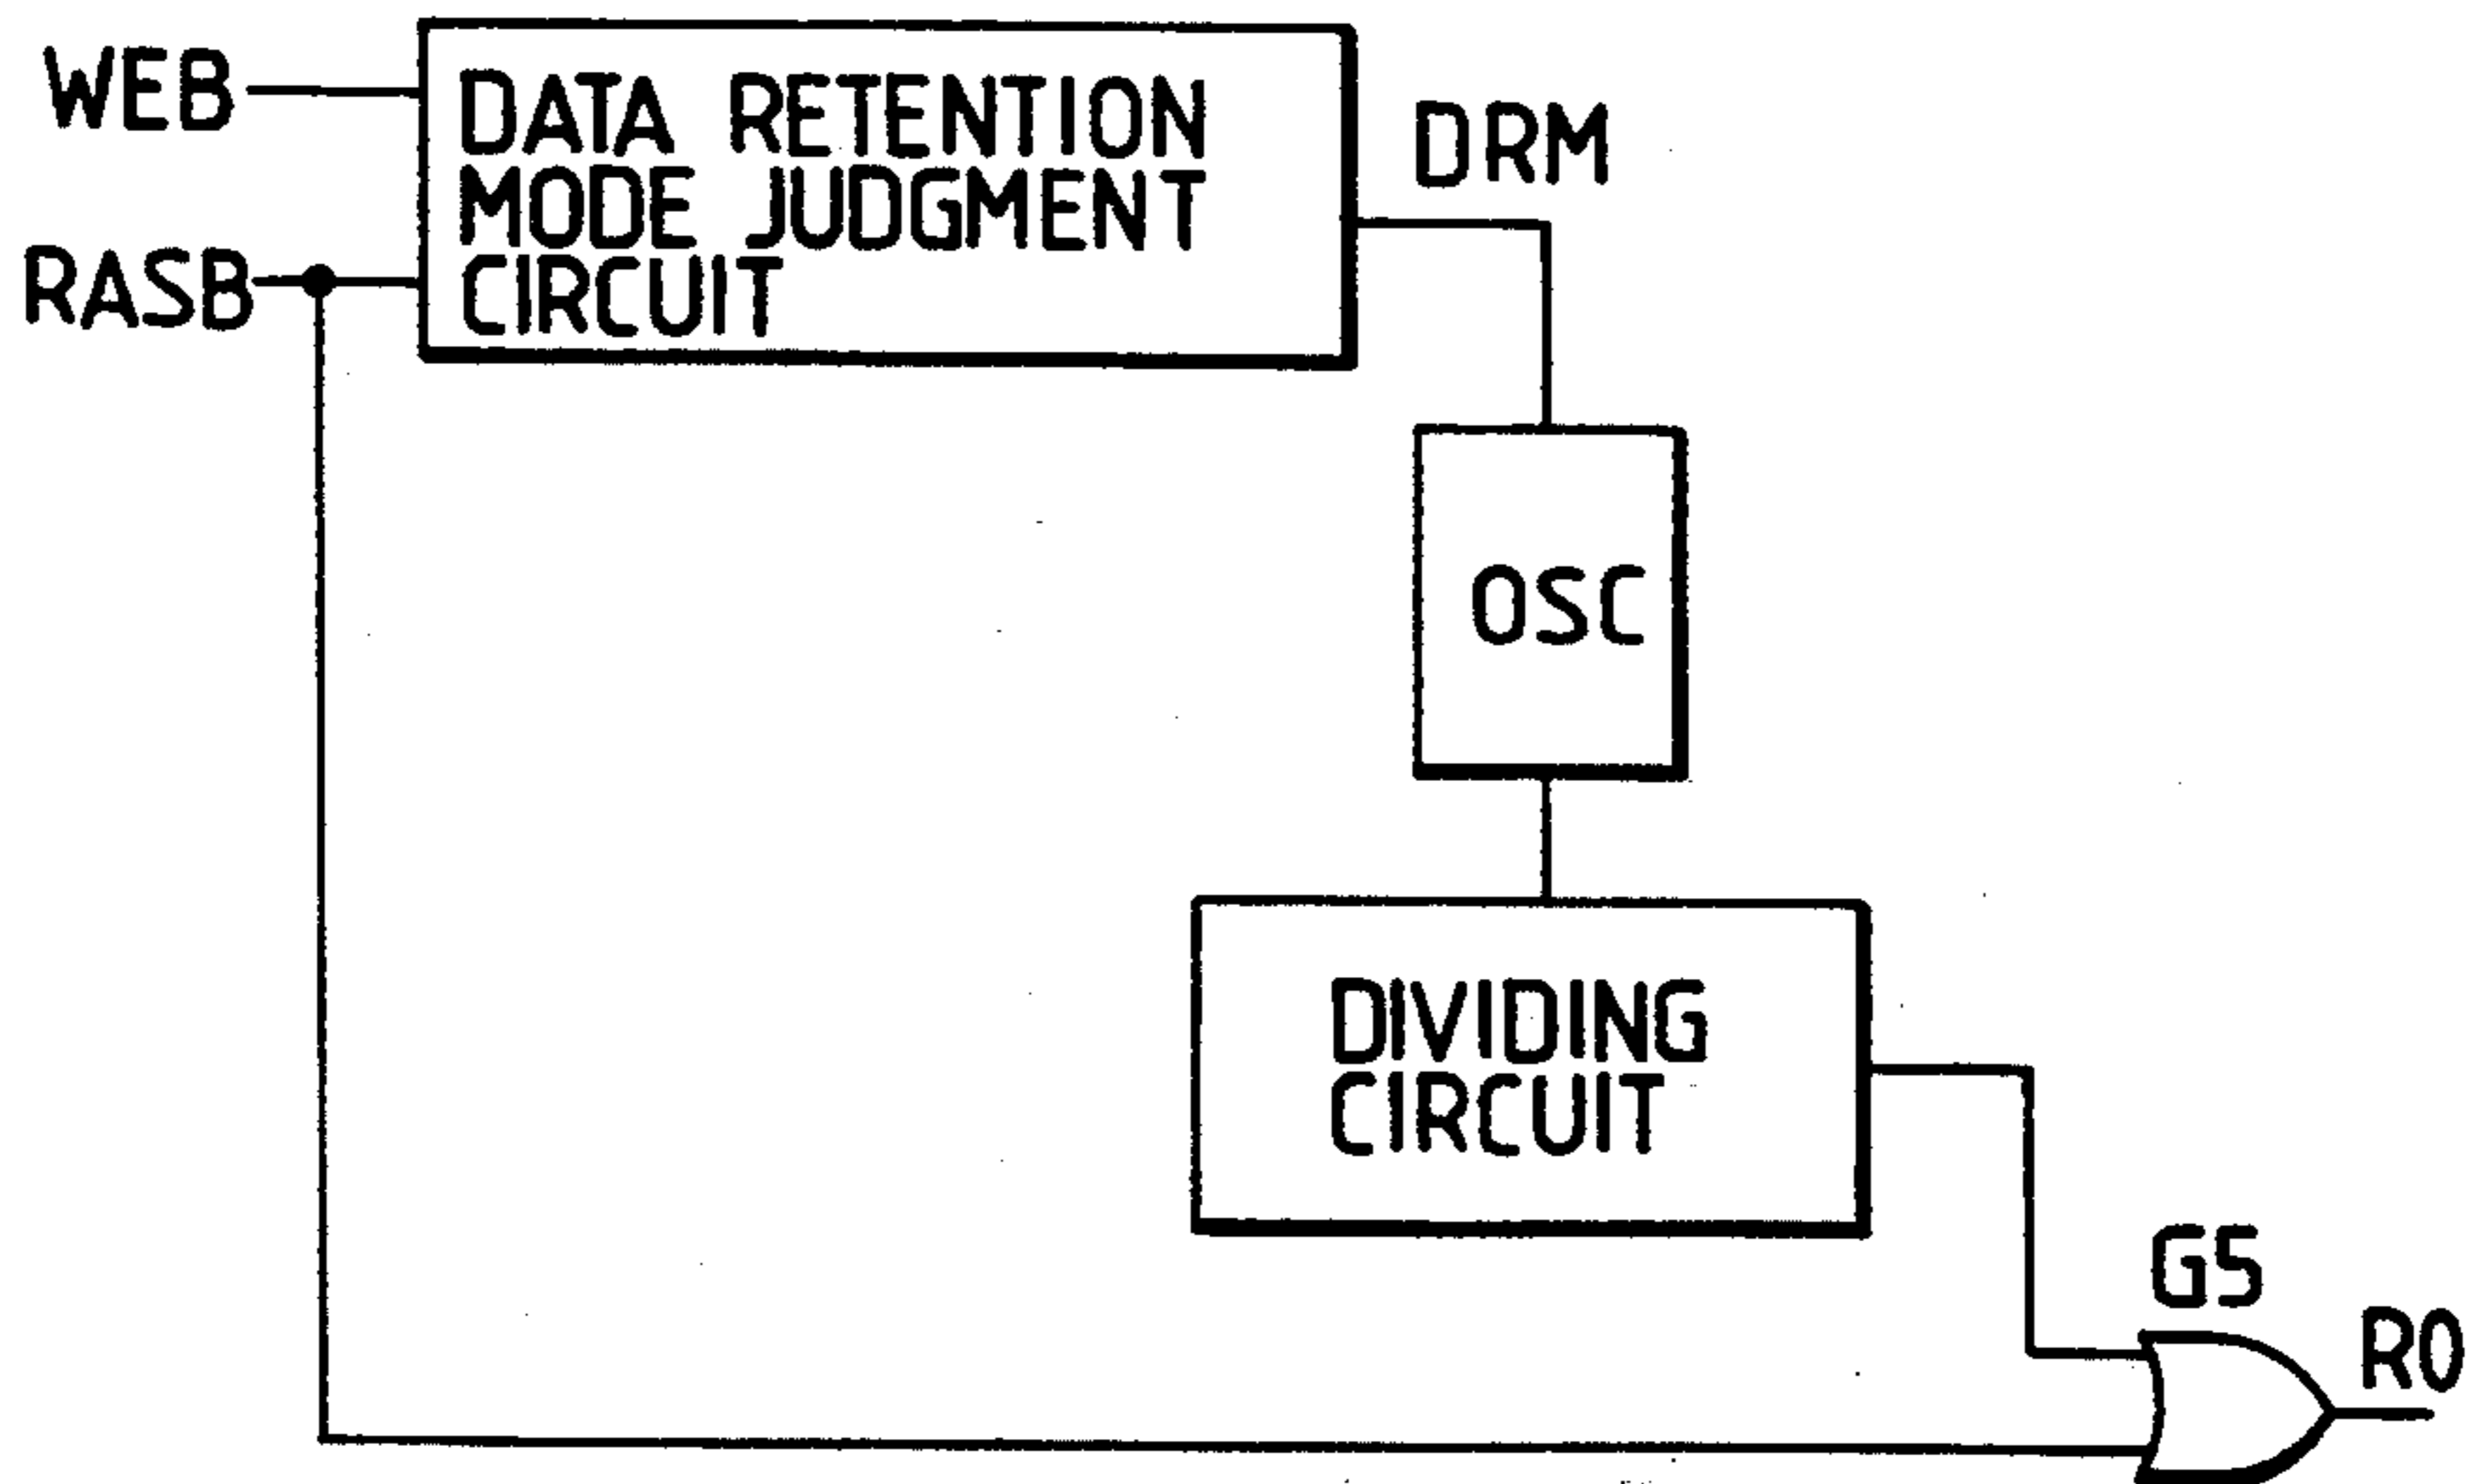 WEB
DATA RETENTION
MODE JUDGMENT
CIRCUIT
RASB
DRM
OSC
DIVIDING
CIRCUIT
G5
R0